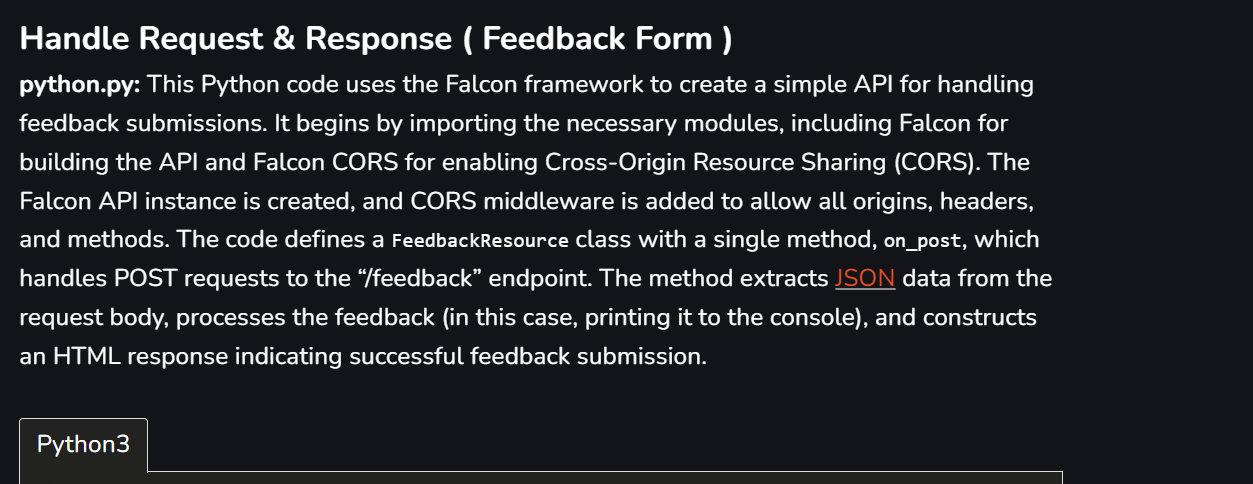 Handle Request & Response ( Feedback Form )
python.py: This Python code uses the Falcon framework to create a simple API for handling
feedback submissions. It begins by importing the necessary modules, including Falcon for
building the API and Falcon CORS for enabling Cross-Origin Resource Sharing (CORS). The
Falcon API instance is created, and CORS middleware is added to allow all origins, headers,
and methods. The code defines a FeedbackResource class with a single method, on_post, which
handles POST requests to the “/feedback” endpoint. The method extracts JSON data from the
request body, processes the feedback (in this case, printing it to the console), and constructs
an HTML response indicating successful feedback submission.
Python3